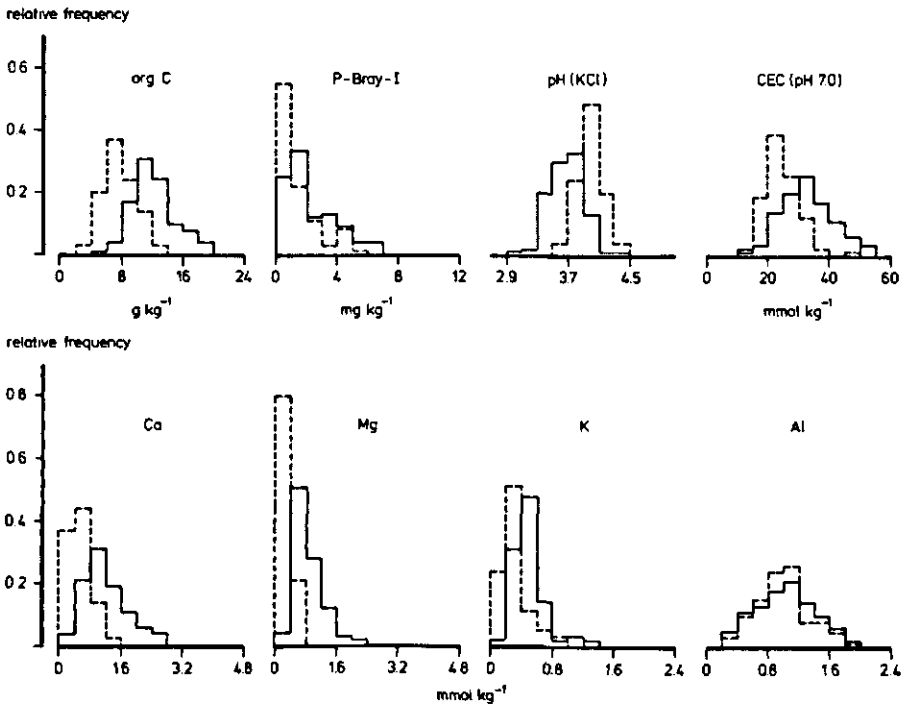 relative frequency
org C
P-Bray-I
pH (KCl)
CEC (pH 7.0)
0.6
0.4
0.2
0 8 16 24
0 4 8 12
2.9 3.7 4.5
0 20 40 60
g kg⁻¹
mg kg⁻¹
mmol kg⁻¹
relative frequency
0.8
0.6
0.4
0.2
Ca
Mg
K
Al
0 1.6 3.2 4.8
0 1.6 3.2 4.8
0 0.8 1.6 2.4
0 0.8 1.6 2.4
mmol kg⁻¹